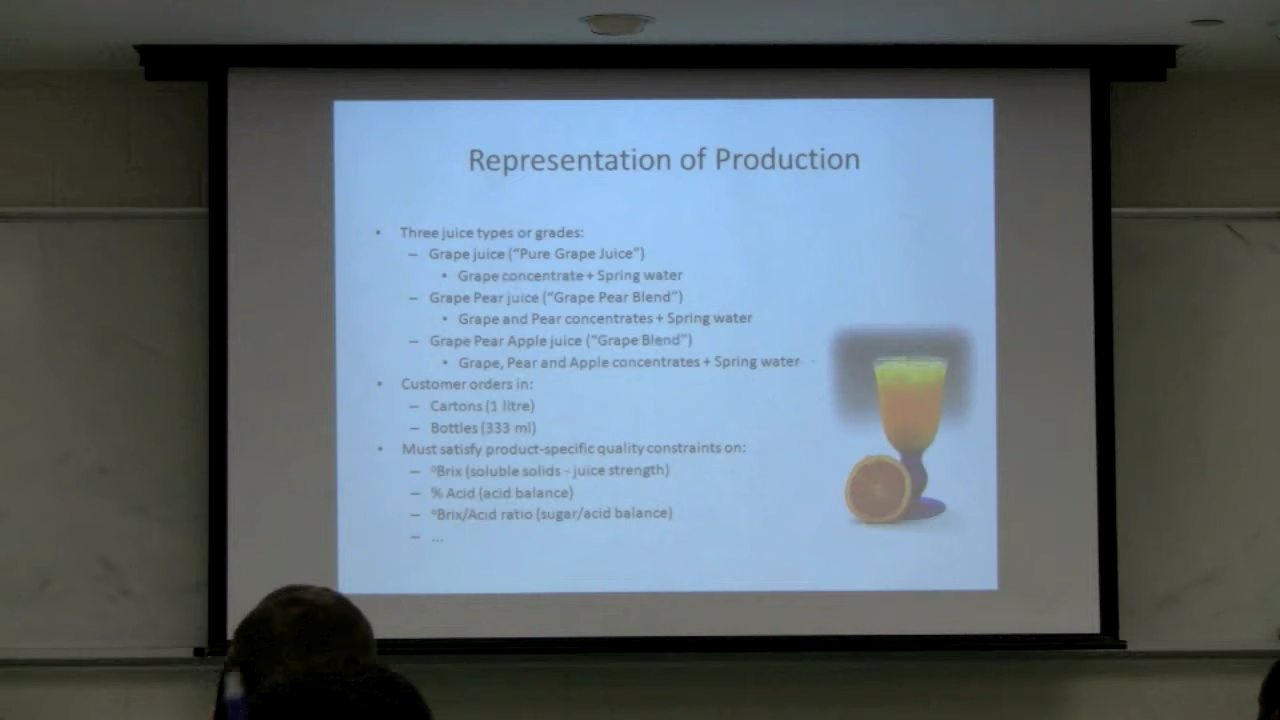 Representation of Production
• Three juice types or grades:
– Grape juice (“Pure Grape Juice”)
• Grape concentrate + Spring water
– Grape Pear juice (“Grape Pear Blend”)
• Grape and Pear concentrates + Spring water
– Grape Pear Apple juice (“Grape Blend”)
• Grape, Pear and Apple concentrates + Spring water
• Customer orders in:
– Cartons (1 litre)
– Bottles (333 ml)
• Must satisfy product-specific quality constraints on:
– °Brix (soluble solids - juice strength)
– % Acid (acid balance)
– °Brix/Acid ratio (sugar/acid balance)
– ...